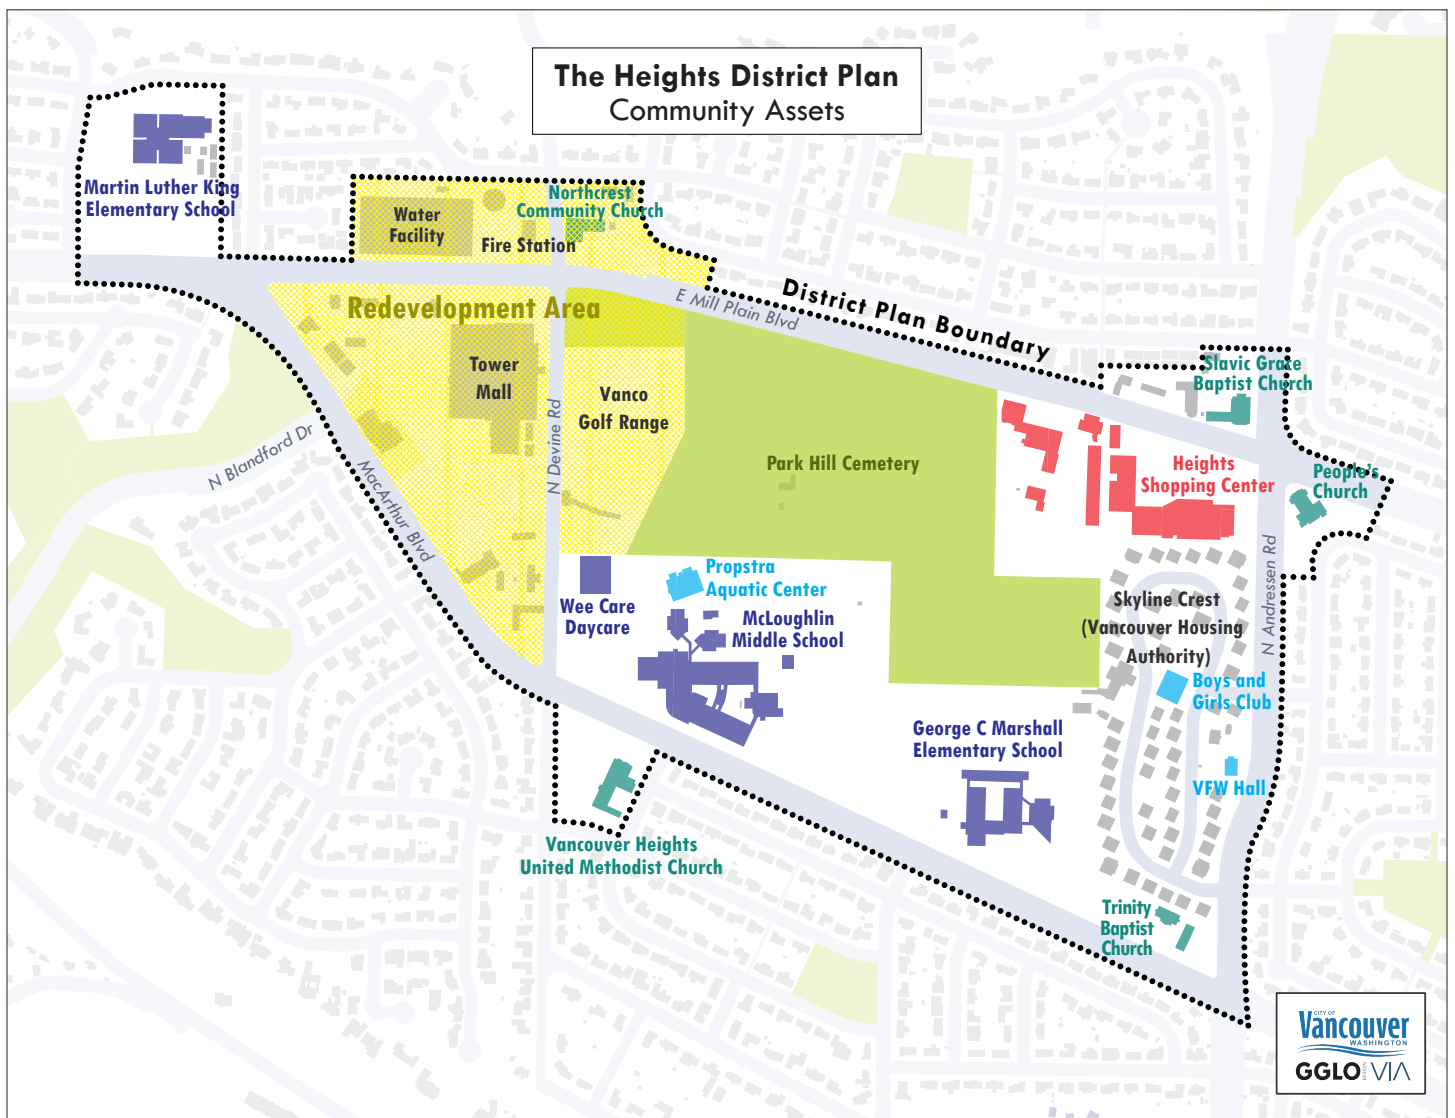 The Heights District Plan
Community Assets
Martin Luther King
Elementary School
Northcrest
Community Church
Water
Facility
Fire Station
Redevelopment Area
E Mill Plain Blvd
District Plan Boundary
Tower
Mall
Vanco
Golf Range
N Devine Rd
Slavic Grace
Baptist Church
N Blandford Dr
MacArthur Blvd
Park Hill Cemetery
Heights
Shopping Center
People's
Church
Propstra
Aquatic Center
Wee Care
Daycare
McLoughlin
Middle School
Skyline Crest
(Vancouver Housing
Authority)
N Andressen Rd
Boys and
Girls Club
George C Marshall
Elementary School
VFW Hall
Vancouver Heights
United Methodist Church
Trinity
Baptist
Church
CITY OF
Vancouver
WASHINGTON
GGLO DESIGN VIA